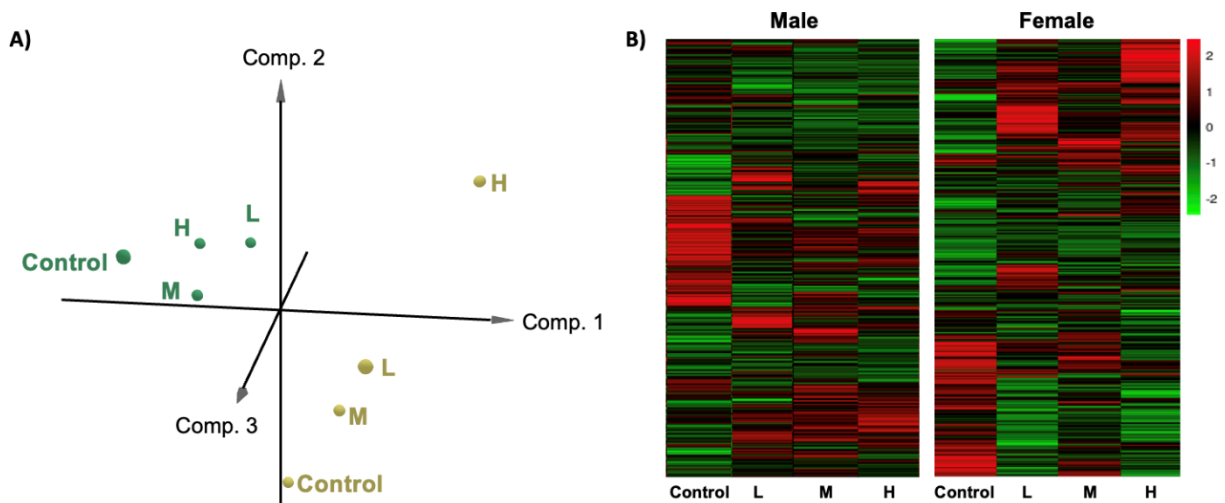 A)
Comp. 2
H
H
L
Control
M
Comp. 1
L
Comp. 3
M
Control
B)
Male
Female
2
1
0
-1
-2
Control L M H
Control L M H